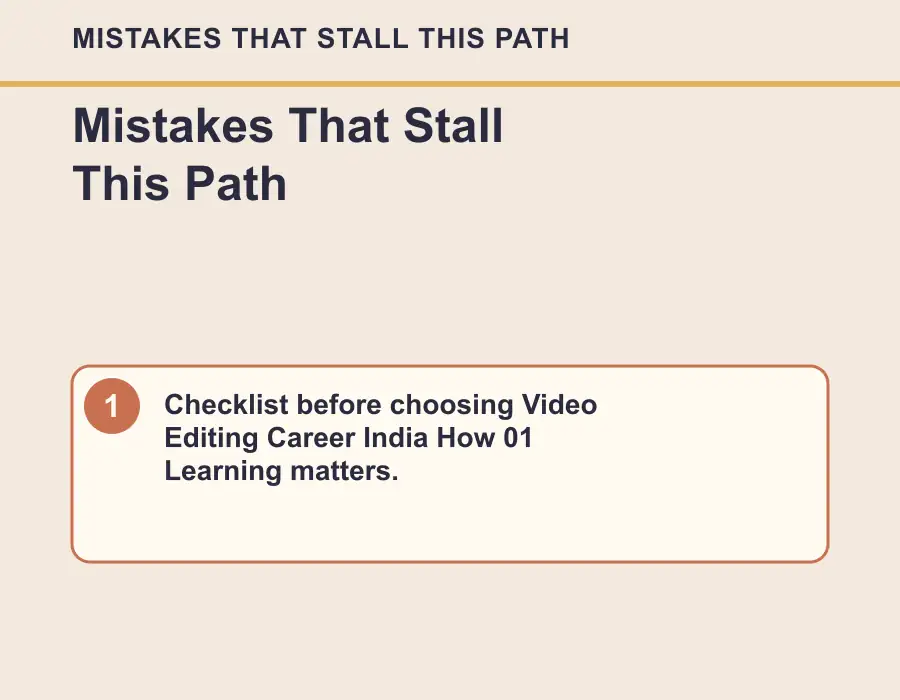 MISTAKES THAT STALL THIS PATH
Mistakes That Stall
This Path
1
Checklist before choosing Video
Editing Career India How 01
Learning matters.